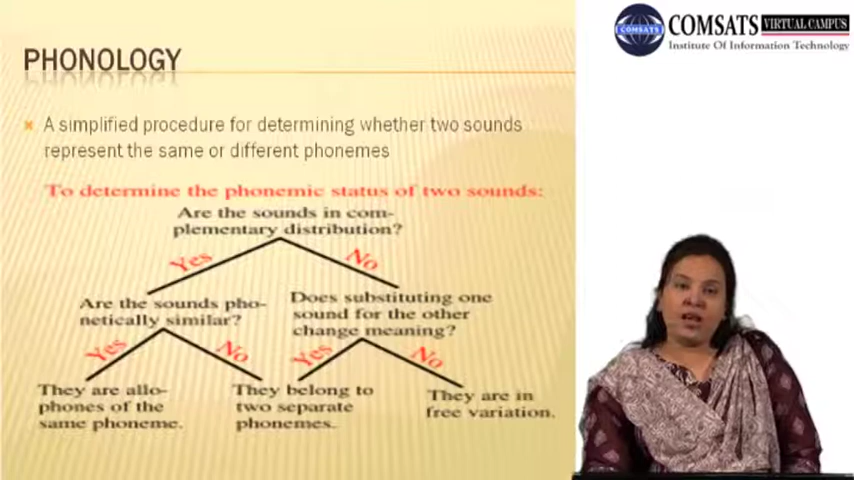 COMSATS VIRTUAL CAMPUS
COMSATS
Institute Of Information Technology
PHONOLOGY
A simplified procedure for determining whether two sounds
represent the same or different phonemes
To determine the phonemic status of two sounds:
Are the sounds in com-
plementary distribution?
Yes
No
Are the sounds pho-
netically similar?
Does substituting one
sound for the other
change meaning?
Yes
No
Yes
No
They are allo-
phones of the
same phoneme.
They belong to
two separate
phonemes.
They are in
free variation.